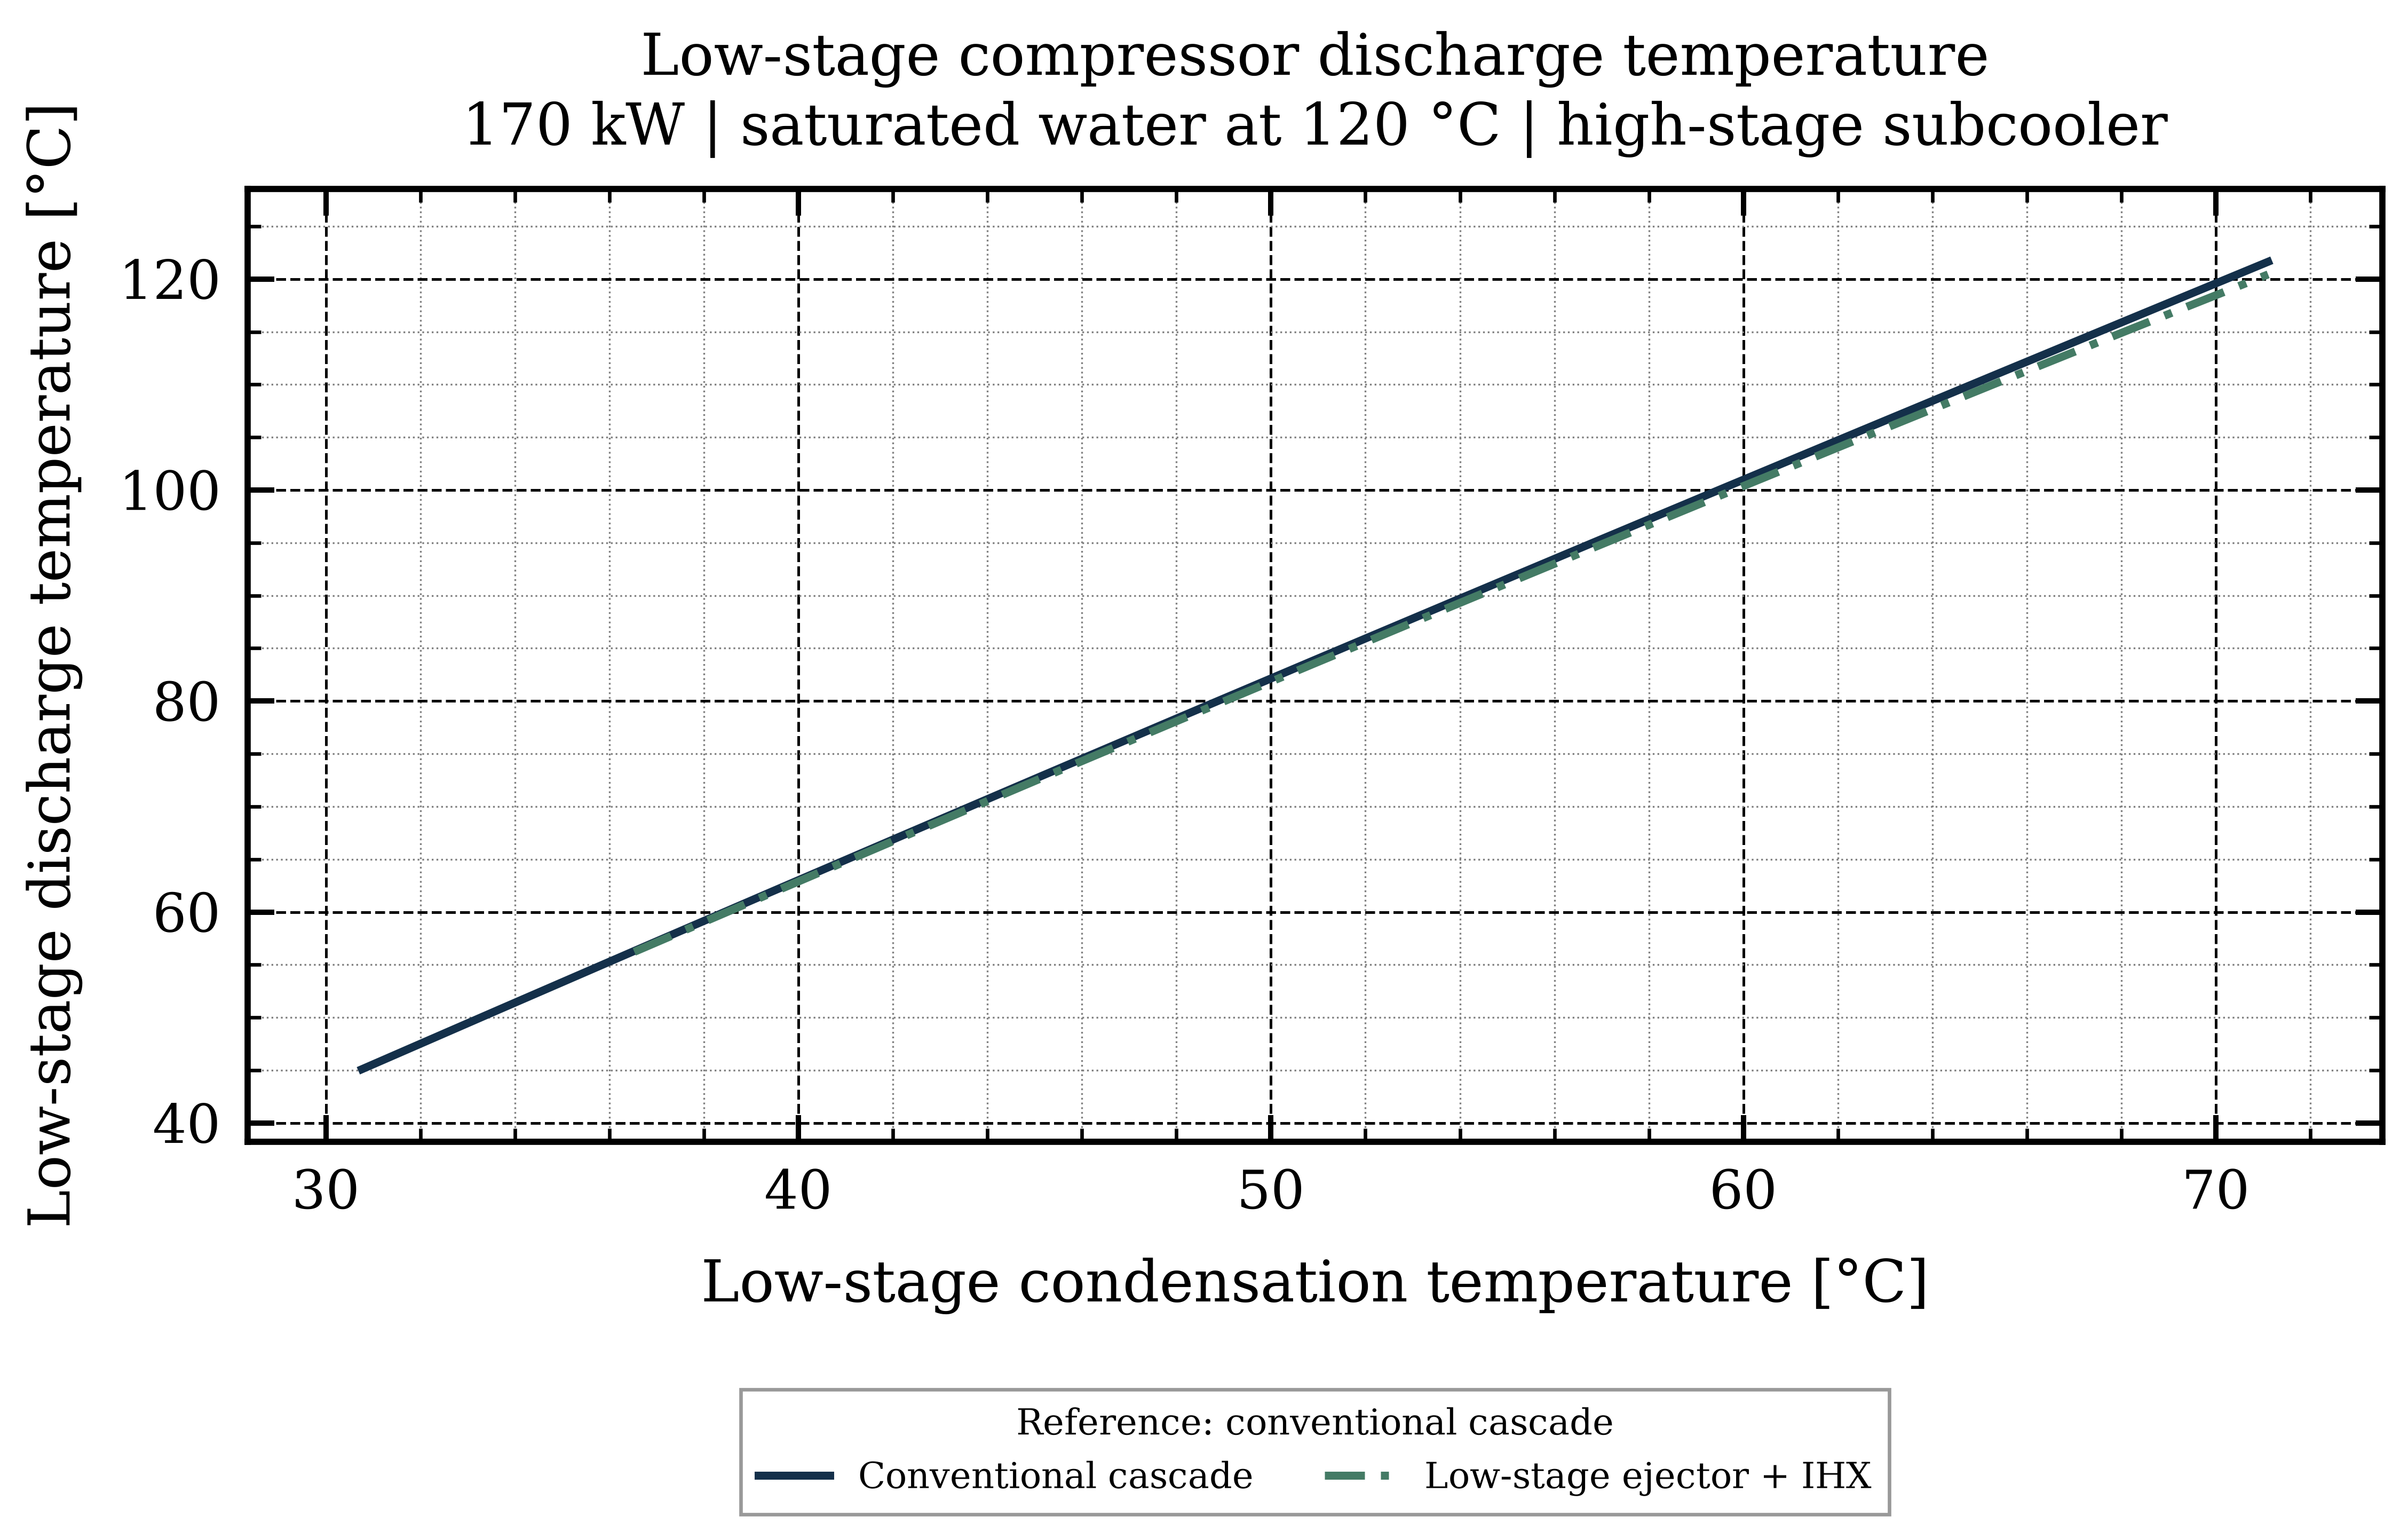 Low-stage compressor discharge temperature
170 kW | saturated water at 120 °C | high-stage subcooler
Low-stage discharge temperature [°C]
120
100
80
60
40
30 40 50 60 70
Low-stage condensation temperature [°C]
Reference: conventional cascade
Conventional cascade Low-stage ejector + IHX